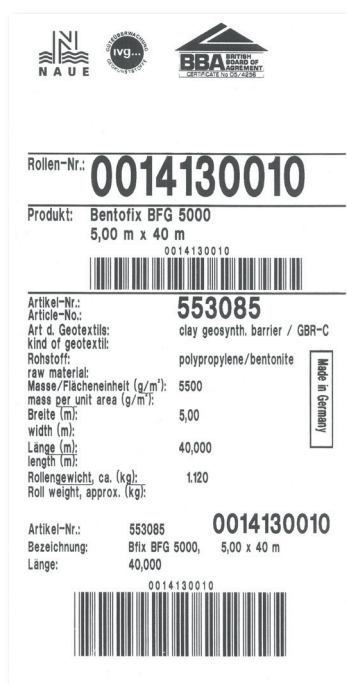 NAUE
GÜTEÜBERWACHUNG
ivg...
GEOKUNSTSTOFFE
BBA
BRITISH
BOARD OF
AGRÉMENT
CERTIFICATE No 05/4236
Rollen-Nr.: 0014130010
Produkt: Bentofix BFG 5000
5,00 m x 40 m
0014130010
Artikel-Nr.: 553085
Article-No.:
Art d. Geotextils: clay geosynth. barrier / GBR-C
kind of geotextil:
Rohstoff: polypropylene/bentonite
raw material:
Masse/Flächeneinheit (g/m²): 5500
mass per unit area (g/m²):
Breite (m): 5,00
width (m):
Länge (m): 40,000
length (m):
Rollengewicht, ca. (kg): 1.120
Roll weight, approx. (kg):
Made in Germany
Artikel-Nr.: 553085 0014130010
Bezeichnung: Bfix BFG 5000, 5,00 x 40 m
Länge: 40,000
0014130010